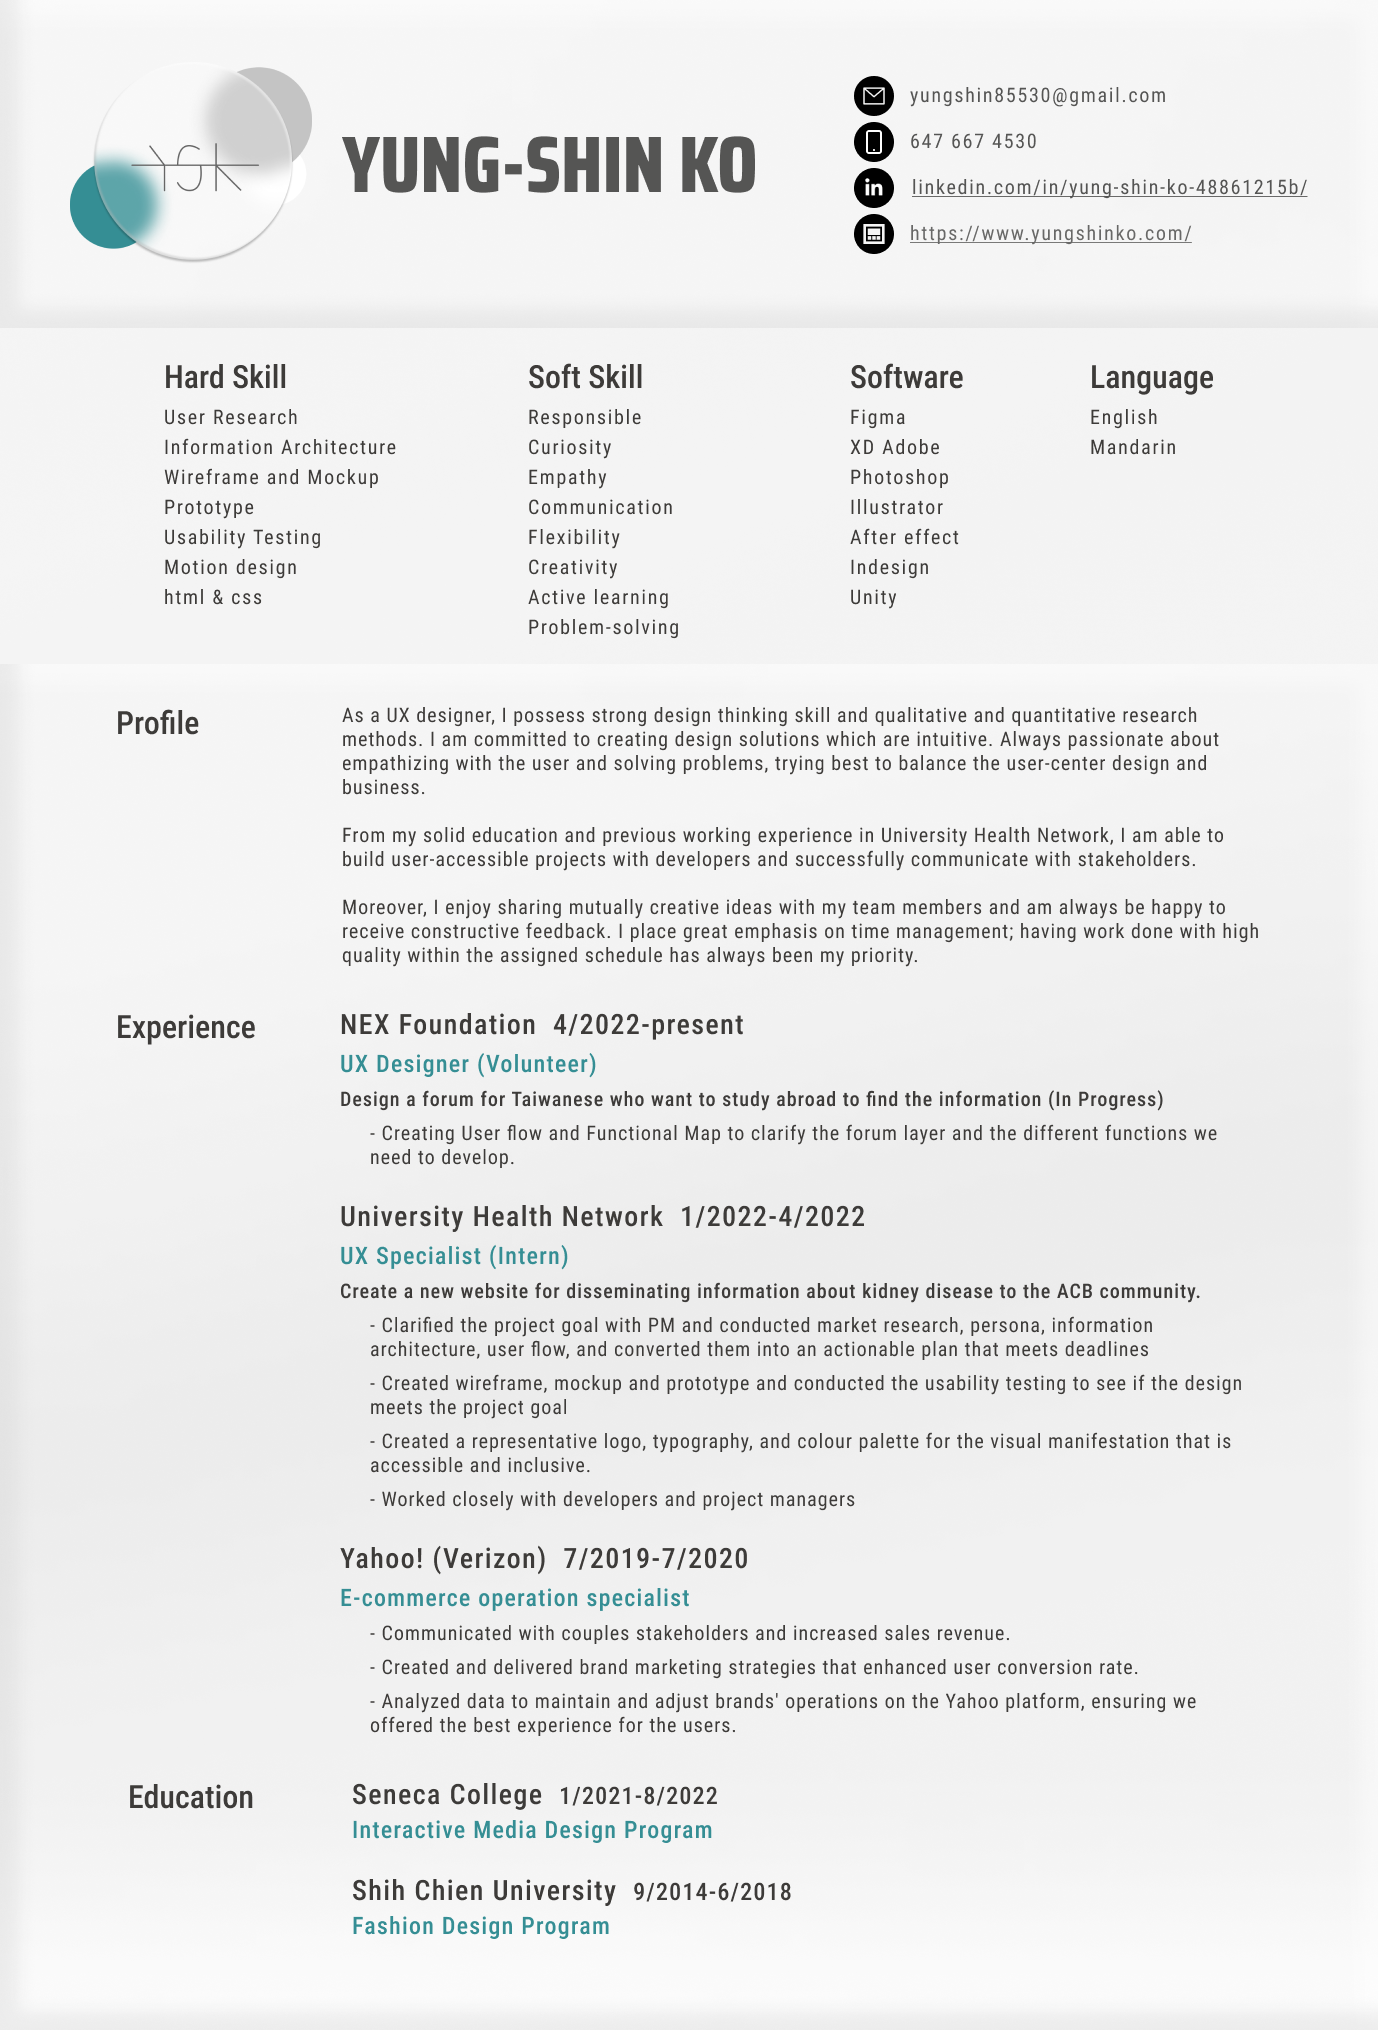 YSK
YUNG-SHIN KO
yungshin85530@gmail.com
647 667 4530
linkedin.com/in/yung-shin-ko-48861215b/
https://www.yungshinko.com/
Hard Skill
User Research
Information Architecture
Wireframe and Mockup
Prototype
Usability Testing
Motion design
html & css
Soft Skill
Responsible
Curiosity
Empathy
Communication
Flexibility
Creativity
Active learning
Problem-solving
Software
Figma
XD Adobe
Photoshop
Illustrator
After effect
Indesign
Unity
Language
English
Mandarin
Profile
As a UX designer, I possess strong design thinking skill and qualitative and quantitative research
methods. I am committed to creating design solutions which are intuitive. Always passionate about
empathizing with the user and solving problems, trying best to balance the user-center design and
business.
From my solid education and previous working experience in University Health Network, I am able to
build user-accessible projects with developers and successfully communicate with stakeholders.
Moreover, I enjoy sharing mutually creative ideas with my team members and am always be happy to
receive constructive feedback. I place great emphasis on time management; having work done with high
quality within the assigned schedule has always been my priority.
Experience
NEX Foundation 4/2022-present
UX Designer (Volunteer)
Design a forum for Taiwanese who want to study abroad to find the information (In Progress)
- Creating User flow and Functional Map to clarify the forum layer and the different functions we
need to develop.
University Health Network 1/2022-4/2022
UX Specialist (Intern)
Create a new website for disseminating information about kidney disease to the ACB community.
- Clarified the project goal with PM and conducted market research, persona, information
architecture, user flow, and converted them into an actionable plan that meets deadlines
- Created wireframe, mockup and prototype and conducted the usability testing to see if the design
meets the project goal
- Created a representative logo, typography, and colour palette for the visual manifestation that is
accessible and inclusive.
- Worked closely with developers and project managers
Yahoo! (Verizon) 7/2019-7/2020
E-commerce operation specialist
- Communicated with couples stakeholders and increased sales revenue.
- Created and delivered brand marketing strategies that enhanced user conversion rate.
- Analyzed data to maintain and adjust brands' operations on the Yahoo platform, ensuring we
offered the best experience for the users.
Education
Seneca College 1/2021-8/2022
Interactive Media Design Program
Shih Chien University 9/2014-6/2018
Fashion Design Program